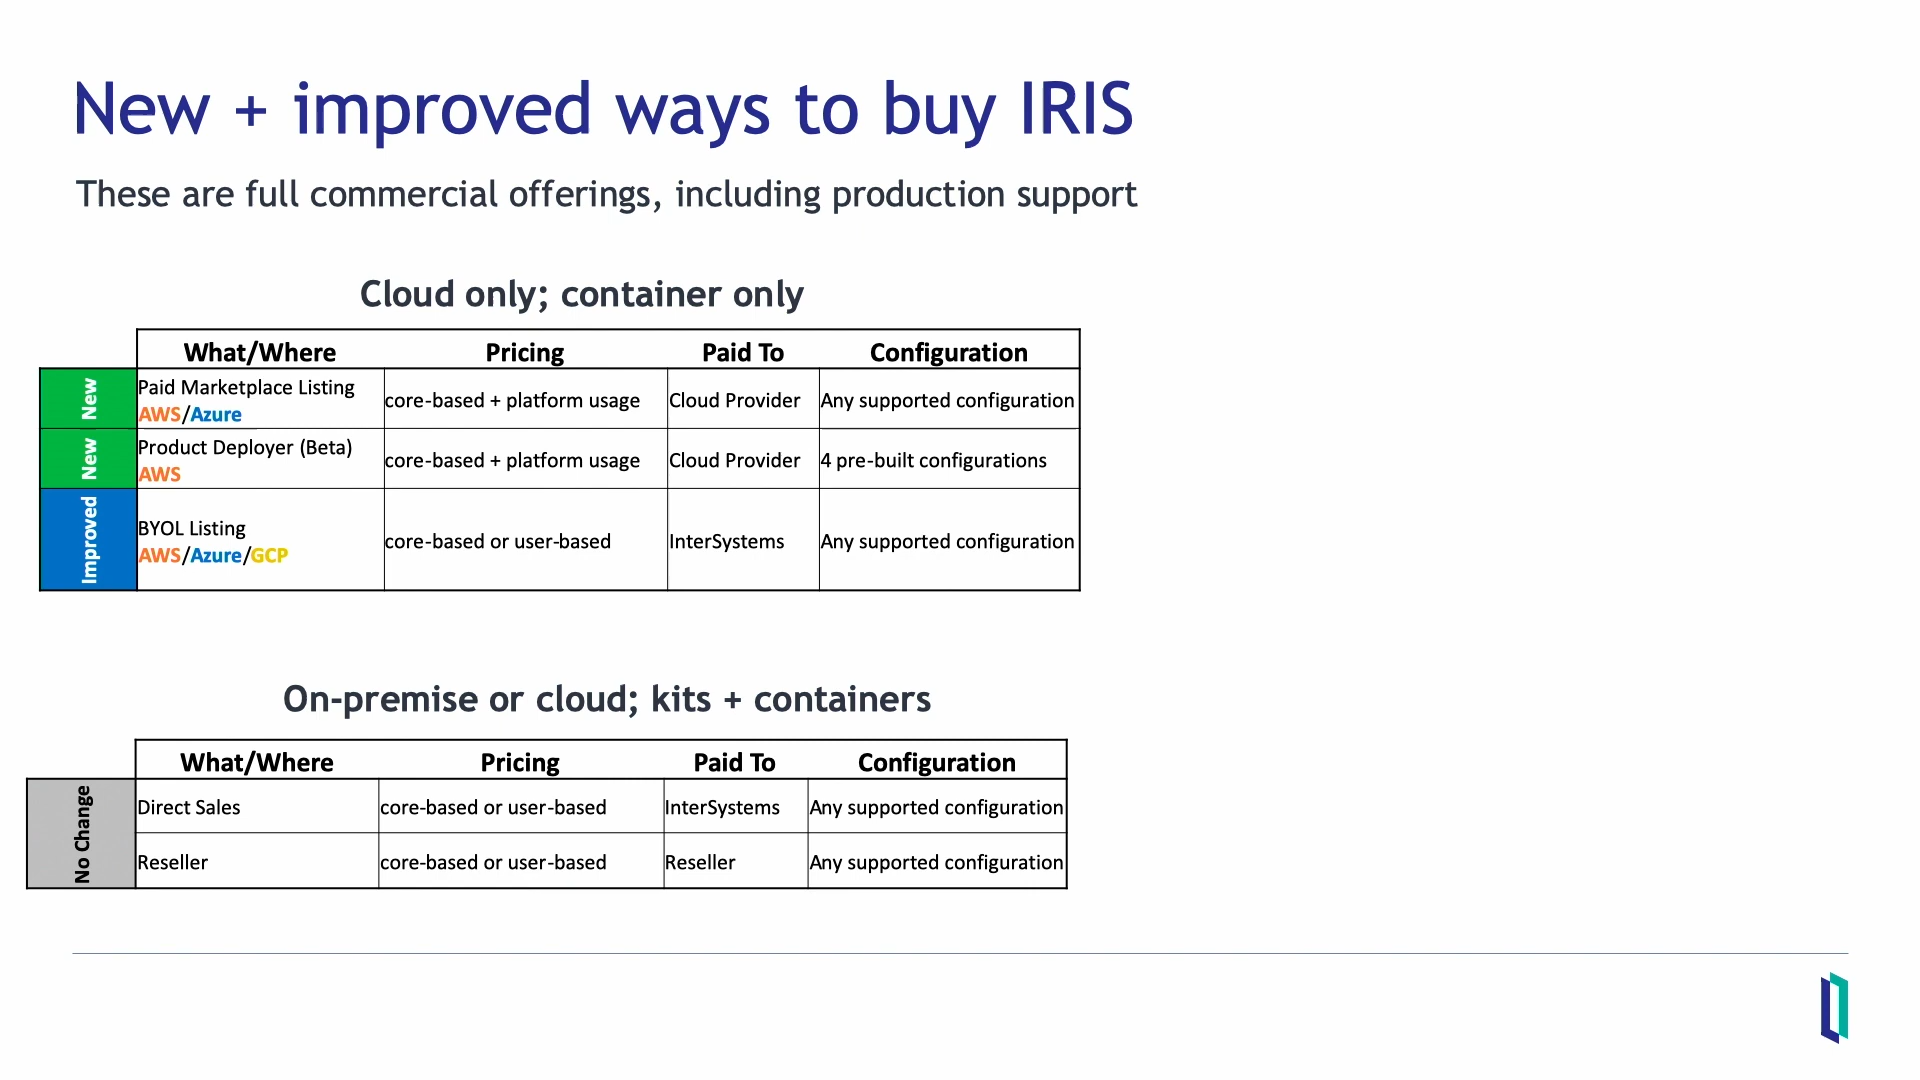 New + improved ways to buy IRIS
These are full commercial offerings, including production support
Cloud only; container only
What/Where Pricing Paid To Configuration
New
Paid Marketplace Listing
AWS/Azure
core-based + platform usage
Cloud Provider
Any supported configuration
New
Product Deployer (Beta)
AWS
core-based + platform usage
Cloud Provider
4 pre-built configurations
Improved
BYOL Listing
AWS/Azure/GCP
core-based or user-based
InterSystems
Any supported configuration
On-premise or cloud; kits + containers
What/Where Pricing Paid To Configuration
No Change
Direct Sales core-based or user-based InterSystems Any supported configuration
Reseller core-based or user-based Reseller Any supported configuration